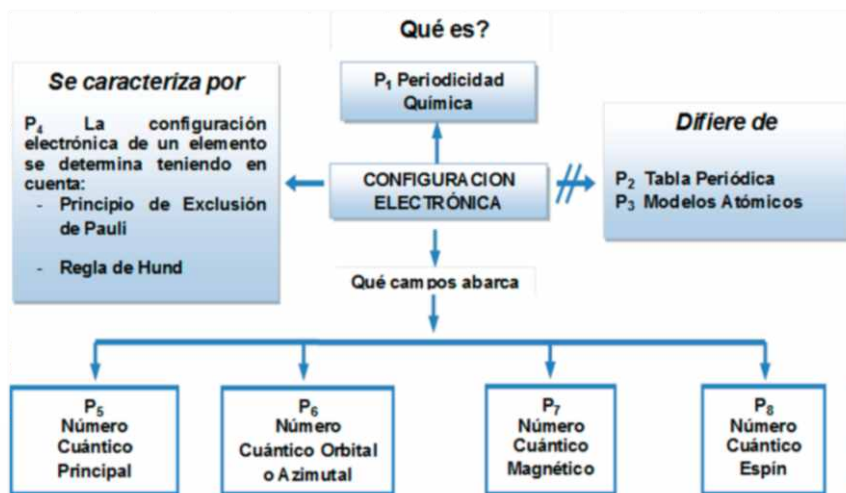 Qué es?
P₁ Periodicidad
Química
Se caracteriza por
P₄ La configuración
electrónica de un elemento
se determina teniendo en
cuenta:
- Principio de Exclusión
de Pauli
- Regla de Hund
CONFIGURACION
ELECTRÓNICA
Difiere de
P₂ Tabla Periódica
P₃ Modelos Atómicos
Qué campos abarca
P₅
Número
Cuántico
Principal
P₆
Número
Cuántico Orbital
o Azimutal
P₇
Número
Cuántico
Magnético
P₈
Número
Cuántico
Espín